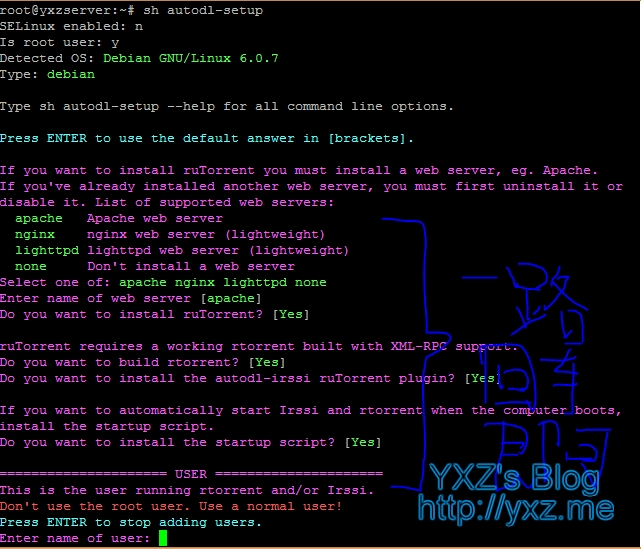 root@yxzserver:~# sh autodl-setup
SELinux enabled: n
Is root user: y
Detected OS: Debian GNU/Linux 6.0.7
Type: debian
Type sh autodl-setup --help for all command line options.
Press ENTER to use the default answer in [brackets].
If you want to install ruTorrent you must install a web server, eg. Apache.
If you've already installed another web server, you must first uninstall it or
disable it. List of supported web servers:
apache Apache web server
nginx nginx web server (lightweight)
lighttpd lighttpd web server (lightweight)
none Don't install a web server
Select one of: apache nginx lighttpd none
Enter name of web server [apache]
Do you want to install ruTorrent? [Yes]
ruTorrent requires a working rtorrent built with XML-RPC support.
Do you want to build rtorrent? [Yes]
Do you want to install the autodl-irssi ruTorrent plugin? [Yes]
If you want to automatically start Irssi and rtorrent when the computer boots,
install the startup script.
Do you want to install the startup script? [Yes]
===================== USER =====================
This is the user running rtorrent and/or Irssi.
Don't use the root user. Use a normal user!
Press ENTER to stop adding users.
Enter name of user:
一路
回车
即可
YXZ's Blog
http://yxz.me